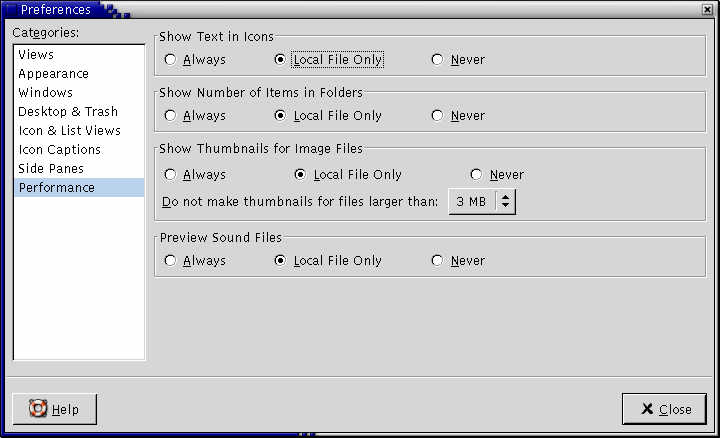 Preferences
Categories:
Views
Appearance
Windows
Desktop & Trash
Icon & List Views
Icon Captions
Side Panes
Performance
Show Text in Icons
Always Local File Only Never
Show Number of Items in Folders
Always Local File Only Never
Show Thumbnails for Image Files
Always Local File Only Never
Do not make thumbnails for files larger than: 3 MB
Preview Sound Files
Always Local File Only Never
Help Close